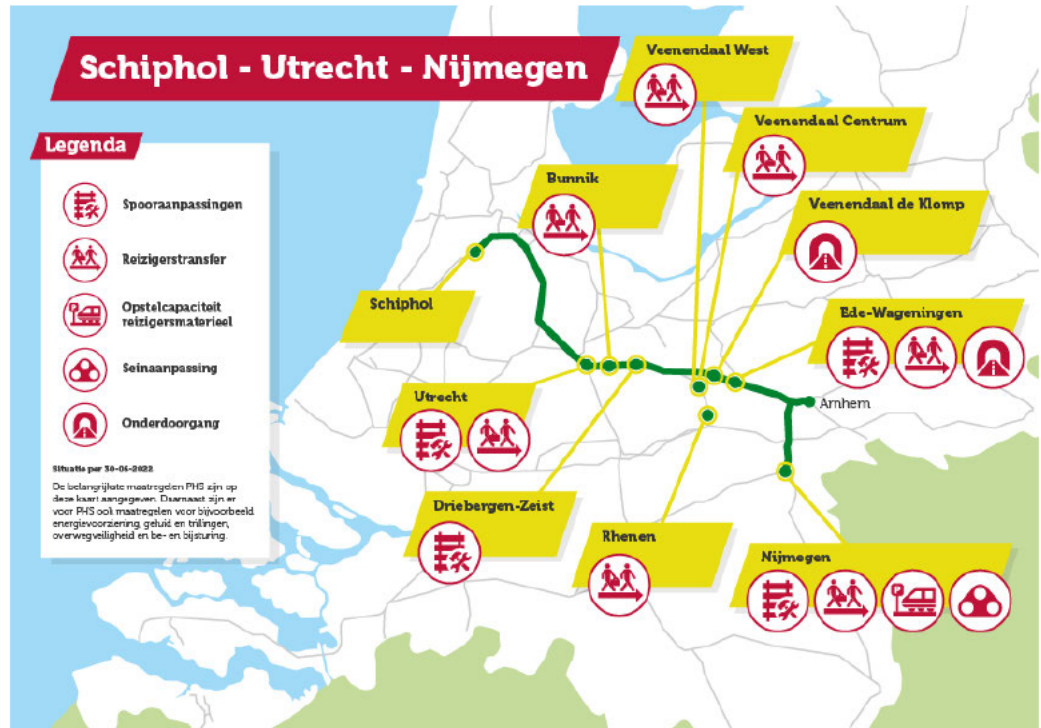 Schiphol - Utrecht - Nijmegen
Legenda
Spooraanpassingen
Reizigerstransfer
Opstelcapaciteit
reizigersmaterieel
Seinaanpassing
Onderdoorgang
Situatie per 30-06-2022
De belangrijkste maatregelen PHS zijn op
deze kaart aangegeven. Daarnaast zijn er
voor PHS ook maatregelen voor bijvoorbeeld
energievoorziening, geluid en trillingen,
overwegveiligheid en be- en bijsturing.
Veenendaal West
Veenendaal Centrum
Bunnik
Veenendaal de Klomp
Schiphol
Ede-Wageningen
Utrecht
Arnhem
Driebergen-Zeist
Rhenen
Nijmegen
P
P